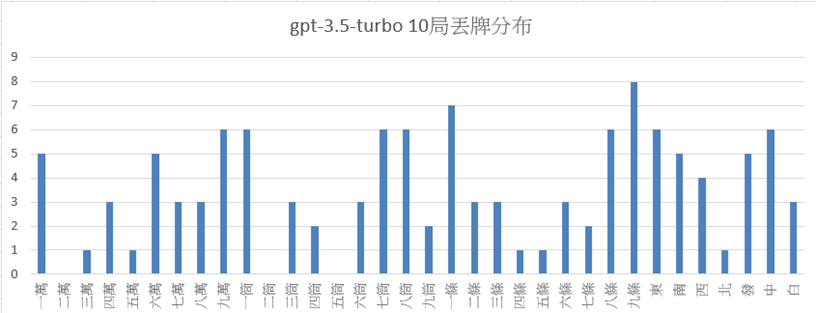 gpt-3.5-turbo 10局丟牌分布
9
8
7
6
5
4
3
2
1
0
一萬
二萬
三萬
四萬
五萬
六萬
七萬
八萬
九萬
一筒
二筒
三筒
四筒
五筒
六筒
七筒
八筒
九筒
一條
二條
三條
四條
五條
六條
七條
八條
九條
東
南
西
北
發
中
白